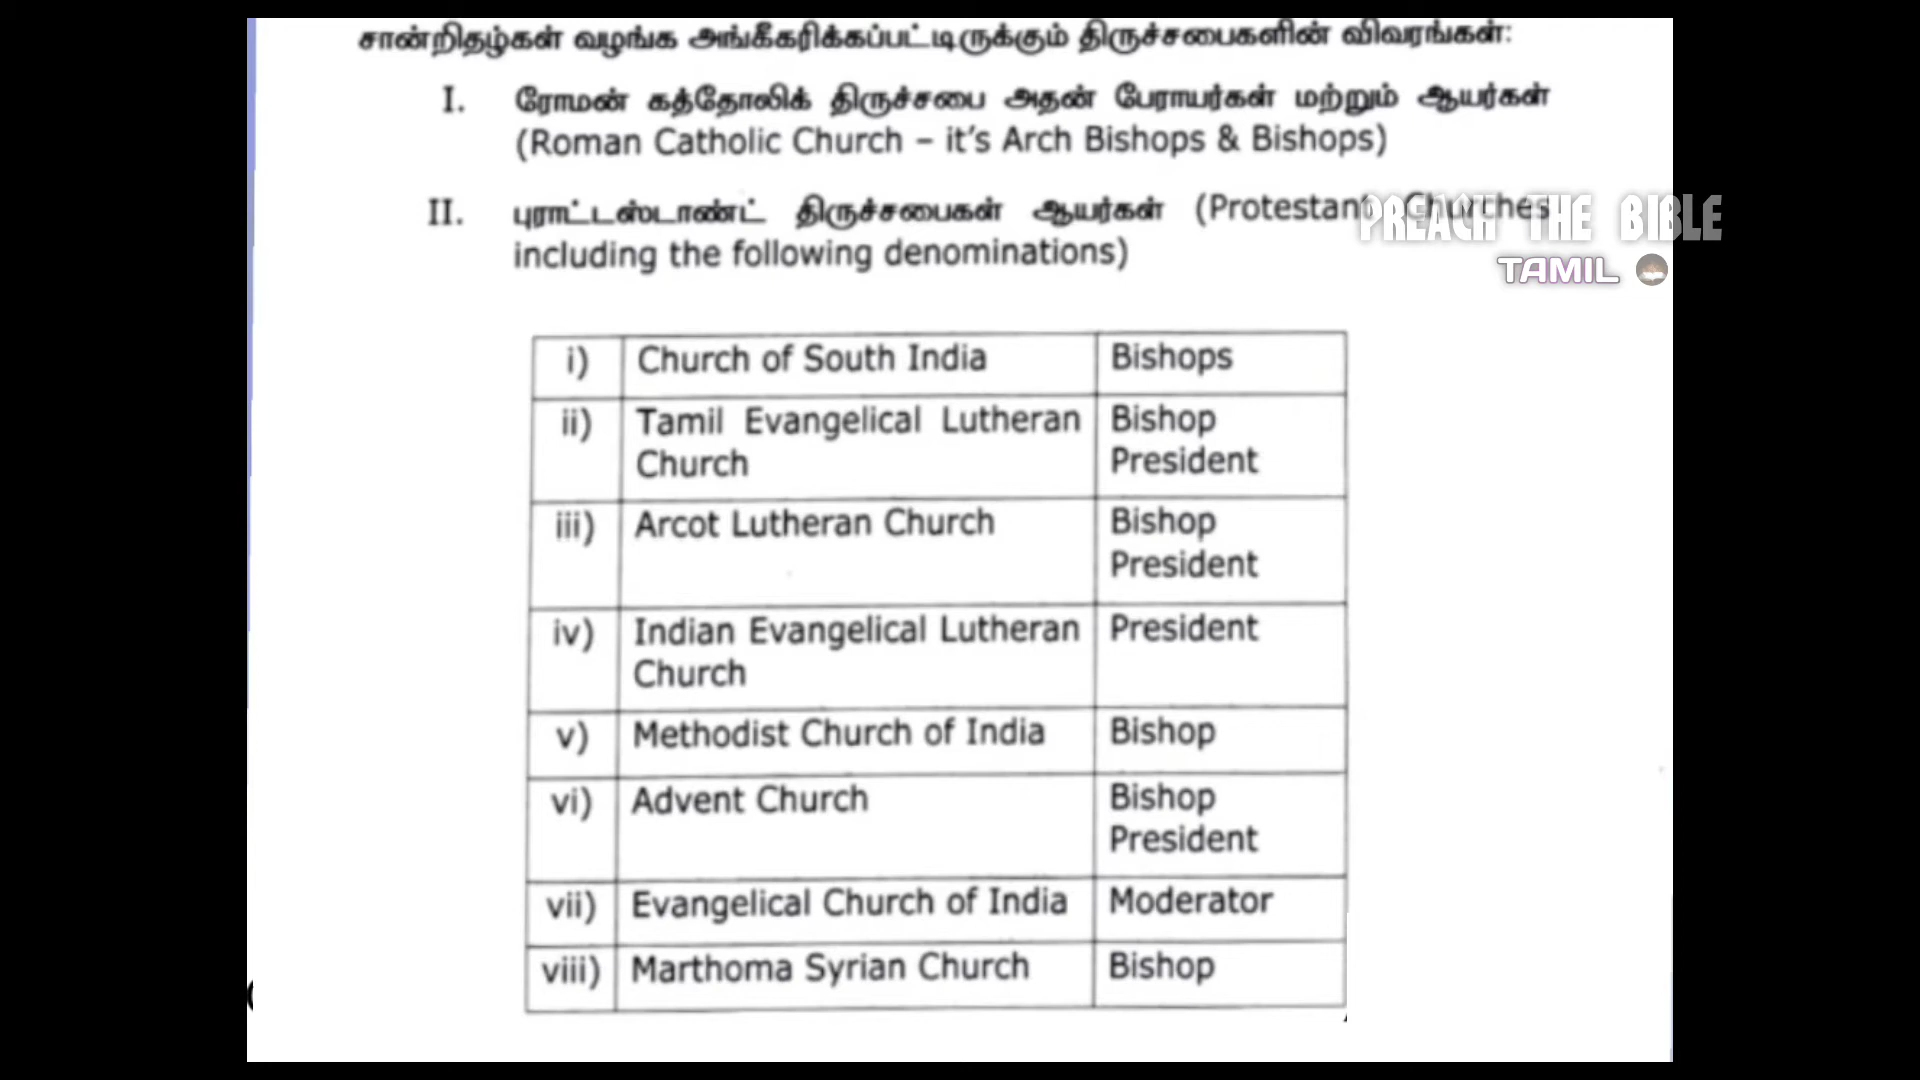 சான்றிதழ்கள் வழங்க அங்கீகரிக்கப்பட்டிருக்கும் திருச்சபைகளின் விவரங்கள்:
I. ரோமன் கத்தோலிக் திருச்சபை அதன் பேராயர்கள் மற்றும் ஆயர்கள்
(Roman Catholic Church – it's Arch Bishops & Bishops)
II. புராட்டஸ்டாண்ட் திருச்சபைகள் ஆயர்கள் (Protestant Churches
including the following denominations)
PREACH THE BIBLE
TAMIL
i) Church of South India Bishops
ii) Tamil Evangelical Lutheran Bishop
Church President
iii) Arcot Lutheran Church Bishop
President
iv) Indian Evangelical Lutheran President
Church
v) Methodist Church of India Bishop
vi) Advent Church Bishop
President
vii) Evangelical Church of India Moderator
viii) Marthoma Syrian Church Bishop